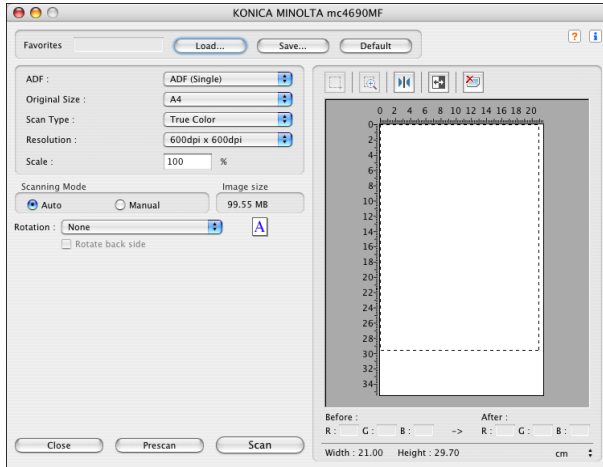 KONICA MINOLTA mc4690MF
Favorites Load... Save... Default ? i
ADF : ADF (Single)
Original Size : A4
Scan Type : True Color
Resolution : 600dpi x 600dpi
Scale : 100 %
Scanning Mode Image size
Auto Manual 99.55 MB
Rotation : None A
Rotate back side
0 2 4 6 8 10 12 14 16 18 20
0
2
4
6
8
10
12
14
16
18
20
22
24
26
28
30
32
34
Before : After :
R : G : B : -> R : G : B :
Close Prescan Scan
Width : 21.00 Height : 29.70 cm